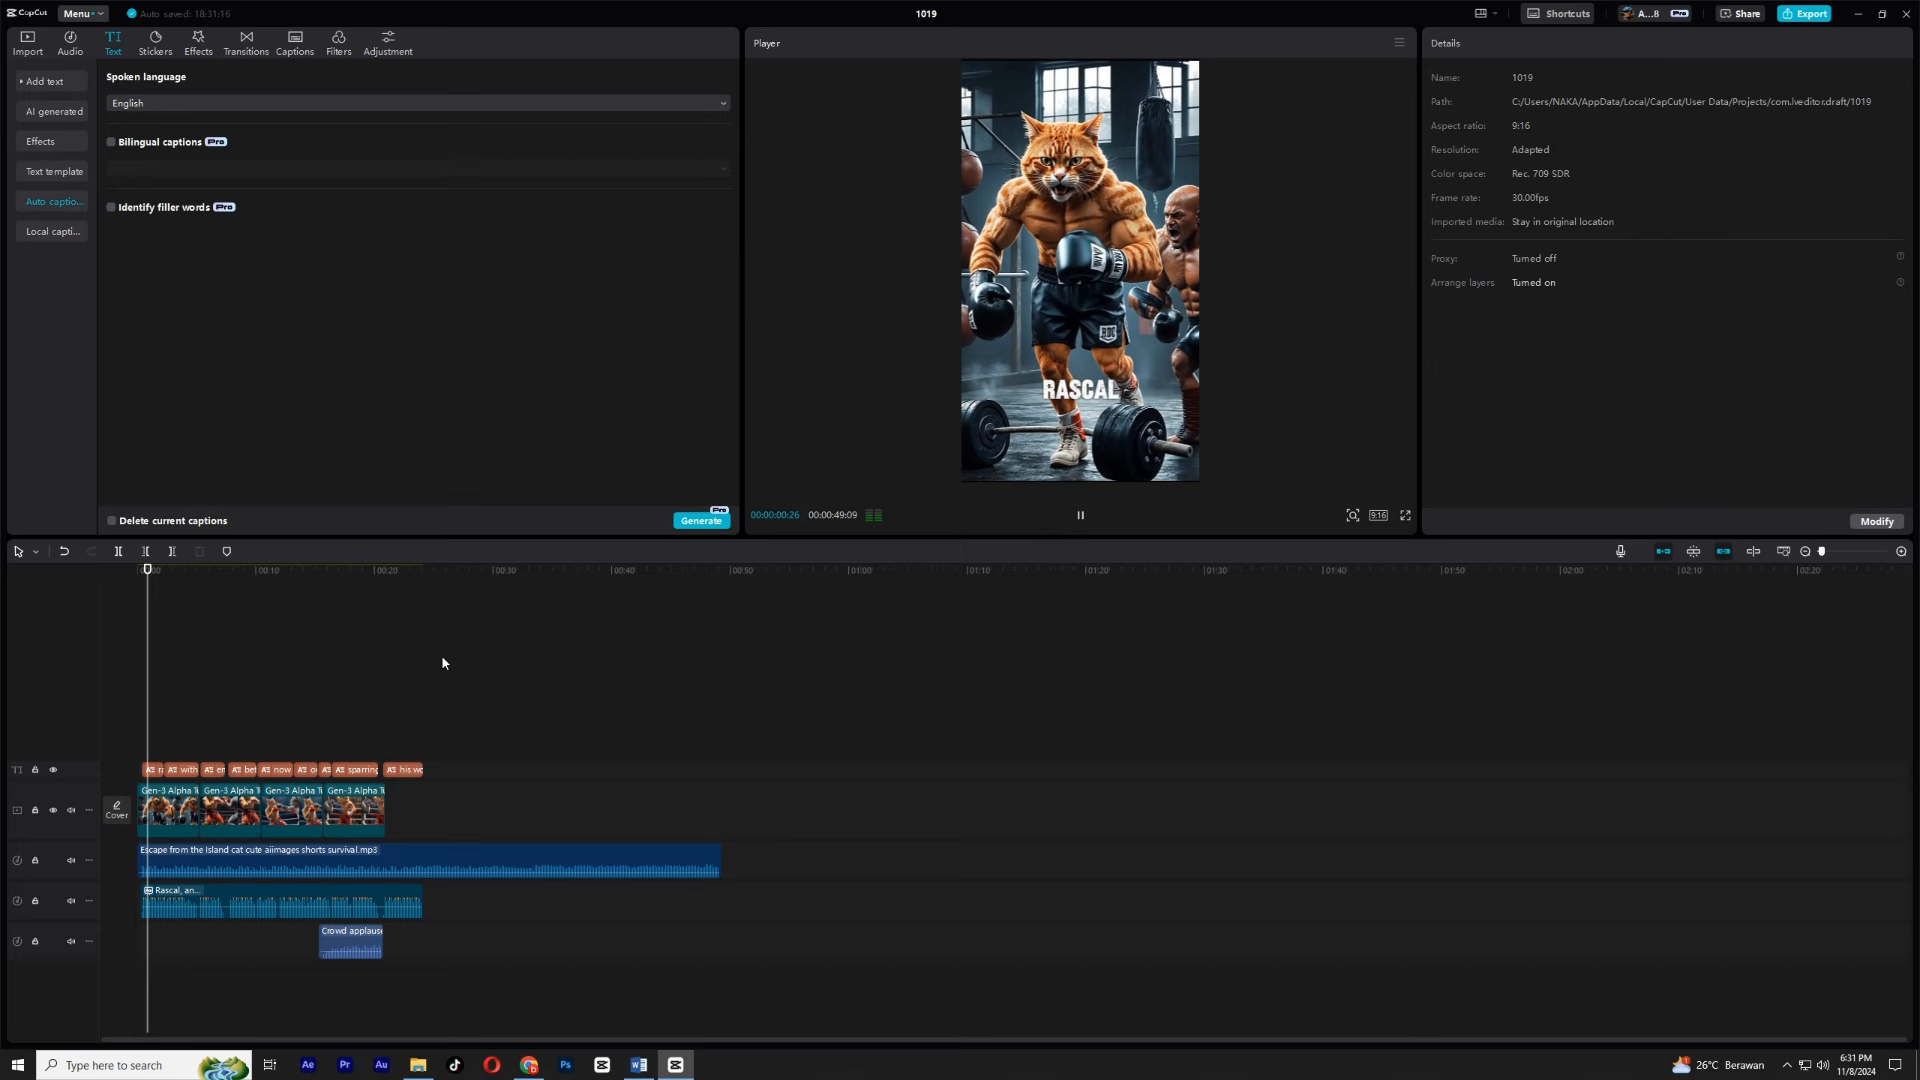 CapCut Menu Auto saved: 18:31:16 1019 Shortcuts A...8 Pro Share Export
Import Audio Text Stickers Effects Transitions Captions Filters Adjustment
Add text
AI generated
Effects
Text template
Auto captio...
Local capti...
Spoken language
English
Bilingual captions Pro
Identify filler words Pro
Delete current captions
Pro
Generate
Player
RASCAL
00:00:00:26 00:00:49:09 9:16
Details
Name: 1019
Path: C:/Users/NAKA/AppData/Local/CapCut/User Data/Projects/com.lveditor.draft/1019
Aspect ratio: 9:16
Resolution: Adapted
Color space: Rec. 709 SDR
Frame rate: 30.00fps
Imported media: Stay in original location
Proxy: Turned off
Arrange layers Turned on
Modify
00:10 00:20 00:30 00:40 00:50 01:00 01:10 01:20 01:30 01:40 01:50 02:00 02:10 02:20
TI with now sparring his wo
Gen-3 Alpha Gen-3 Alpha Gen-3 Alpha Gen-3 Alpha
Cover
Escape from the Island cat cute aiimages shorts survival.mp3
Rascal, an...
Crowd applause
Type here to search Ae Pr Au Ps 26°C Berawan 6:31 PM
11/8/2024